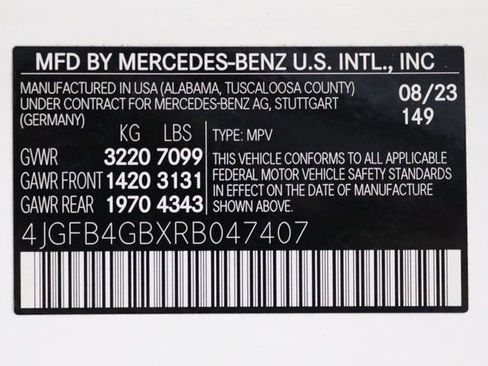 MFD BY MERCEDES-BENZ U.S. INTL., INC
MANUFACTURED IN USA (ALABAMA, TUSCALOOSA COUNTY)
UNDER CONTRACT FOR MERCEDES-BENZ AG, STUTTGART
(GERMANY)
08/23
149
KG LBS
TYPE: MPV
GVWR 3220 7099
GAWR FRONT 1420 3131
GAWR REAR 1970 4343
THIS VEHICLE CONFORMS TO ALL APPLICABLE
FEDERAL MOTOR VEHICLE SAFETY STANDARDS
IN EFFECT ON THE DATE OF MANUFACTURE
SHOWN ABOVE.
4JGFB4GBXRB047407